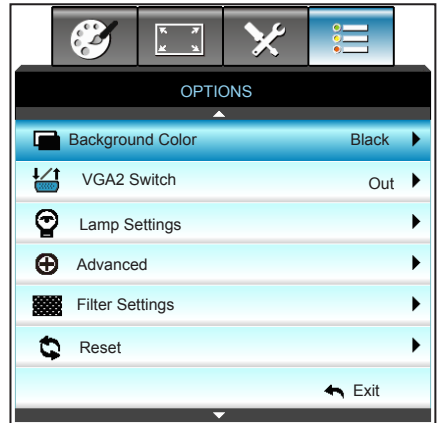 OPTIONS
Background Color Black
VGA2 Switch Out
Lamp Settings
Advanced
Filter Settings
Reset
Exit